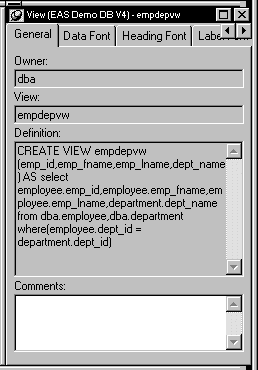 View (EAS Demo DB V4) - empdepvw
General Data Font Heading Font
Owner:
dba
View:
empdepvw
Definition:
CREATE VIEW empdepvw
(emp_id,emp_fname,emp_lname,dept_name
) AS select
employee.emp_id,employee.emp_fname,em
ployee.emp_lname,department.dept_name
from dba.employee,dba.department
where(employee.dept_id =
department.dept_id)
Comments: